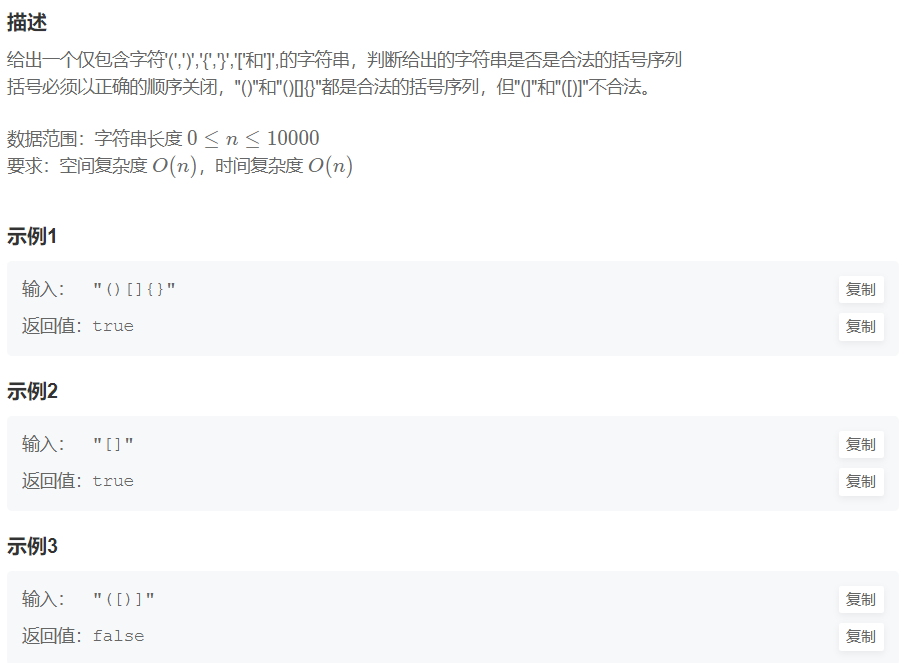 描述
给出一个仅包含字符'(',')','{','}','['和']',的字符串，判断给出的字符串是否是合法的括号序列
括号必须以正确的顺序关闭，"()"和"()[]{}"都是合法的括号序列，但"(]"和"([)]"不合法。
数据范围：字符串长度 0 ≤ n ≤ 10000
要求：空间复杂度 O(n)，时间复杂度 O(n)
示例1
输入： "()[]{}" 复制
返回值：true 复制
示例2
输入： "[]" 复制
返回值：true 复制
示例3
输入： "([)]" 复制
返回值：false 复制